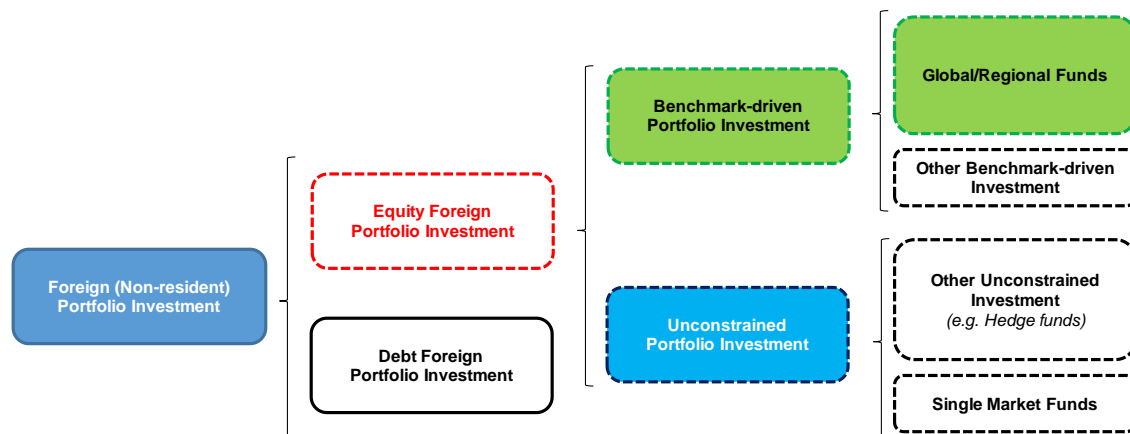 Foreign (Non-resident)
Portfolio Investment
Equity Foreign
Portfolio Investment
Debt Foreign
Portfolio Investment
Benchmark-driven
Portfolio Investment
Unconstrained
Portfolio Investment
Global/Regional Funds
Other Benchmark-driven
Investment
Other Unconstrained
Investment
(e.g. Hedge funds)
Single Market Funds